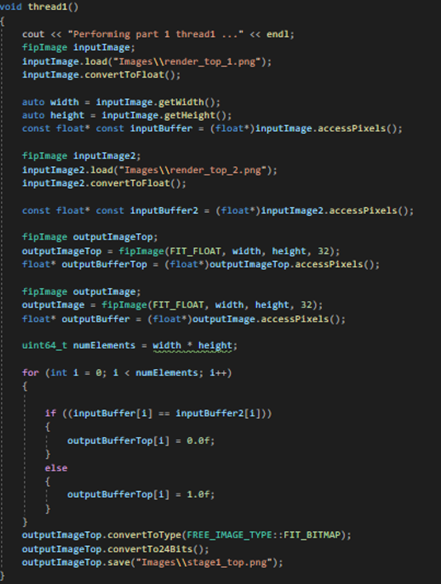 void thread1()
{
cout << "Performing part 1 thread1 ..." << endl;
fipImage inputImage;
inputImage.load("Images\\render_top_1.png");
inputImage.convertToFloat();
auto width = inputImage.getWidth();
auto height = inputImage.getHeight();
const float* const inputBuffer = (float*)inputImage.accessPixels();
fipImage inputImage2;
inputImage2.load("Images\\render_top_2.png");
inputImage2.convertToFloat();
const float* const inputBuffer2 = (float*)inputImage2.accessPixels();
fipImage outputImageTop;
outputImageTop = fipImage(FIT_FLOAT, width, height, 32);
float* outputBufferTop = (float*)outputImageTop.accessPixels();
fipImage outputImage;
outputImage = fipImage(FIT_FLOAT, width, height, 32);
float* outputBuffer = (float*)outputImage.accessPixels();
uint64_t numElements = width * height;
for (int i = 0; i < numElements; i++)
{
if ((inputBuffer[i] == inputBuffer2[i]))
{
outputBufferTop[i] = 0.0f;
}
else
{
outputBufferTop[i] = 1.0f;
}
}
outputImageTop.convertToType(FREE_IMAGE_TYPE::FIT_BITMAP);
outputImageTop.convertTo24Bits();
outputImageTop.save("Images\\stage1_top.png");
}